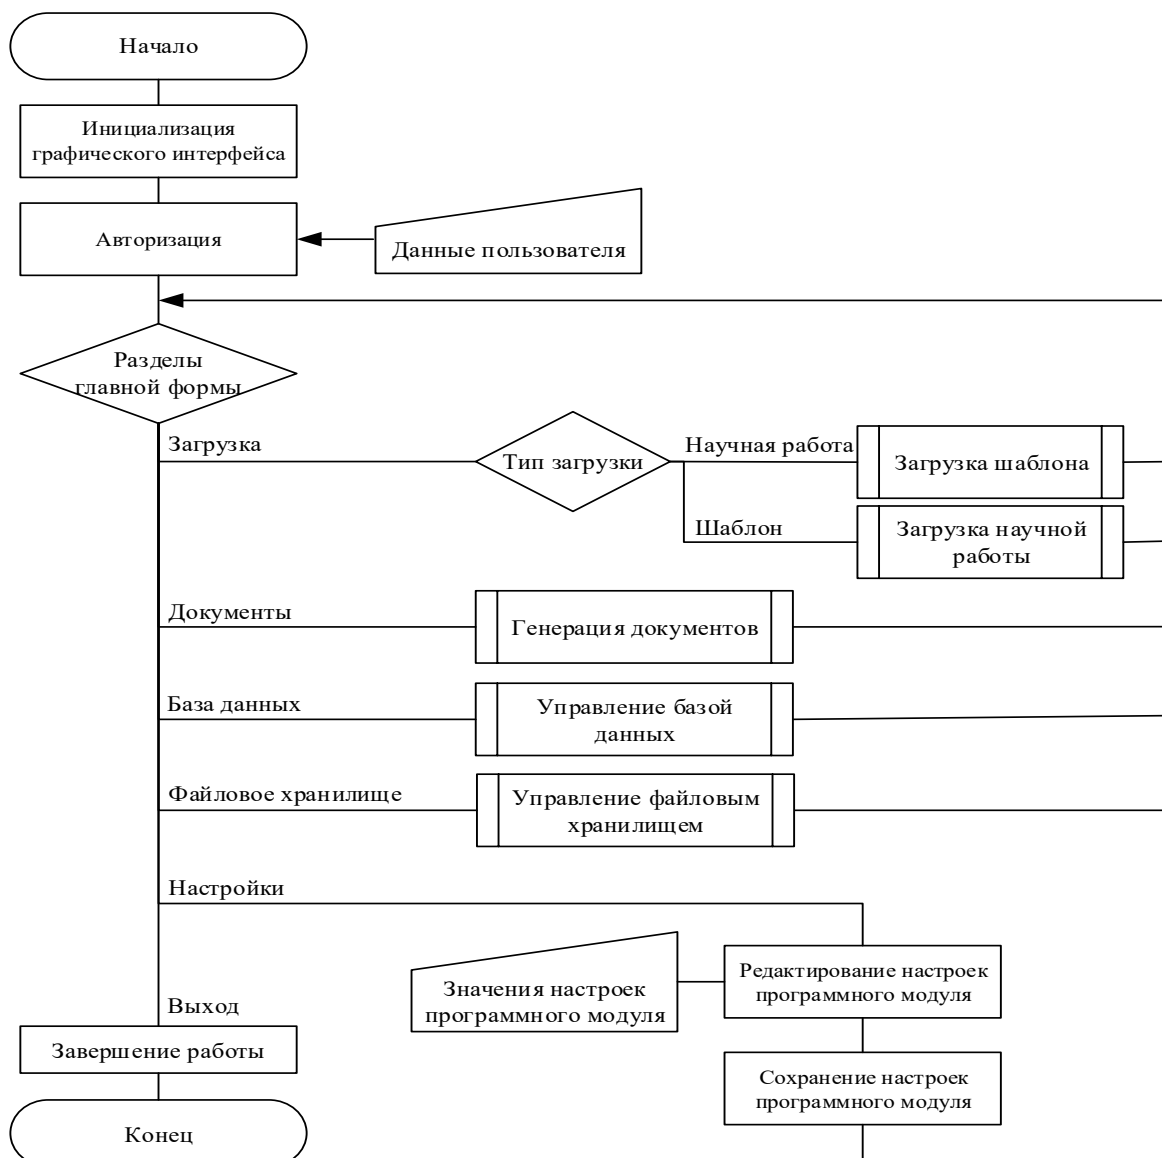 Начало
Инициализация
графического интерфейса
Авторизация
Данные пользователя
Разделы
главной формы
Загрузка
Тип загрузки
Научная работа
Загрузка шаблона
Шаблон
Загрузка научной
работы
Документы
Генерация документов
База данных
Управление базой
данных
Файловое хранилище
Управление файловым
хранилищем
Настройки
Значения настроек
программного модуля
Редактирование настроек
программного модуля
Выход
Завершение работы
Сохранение настроек
программного модуля
Конец